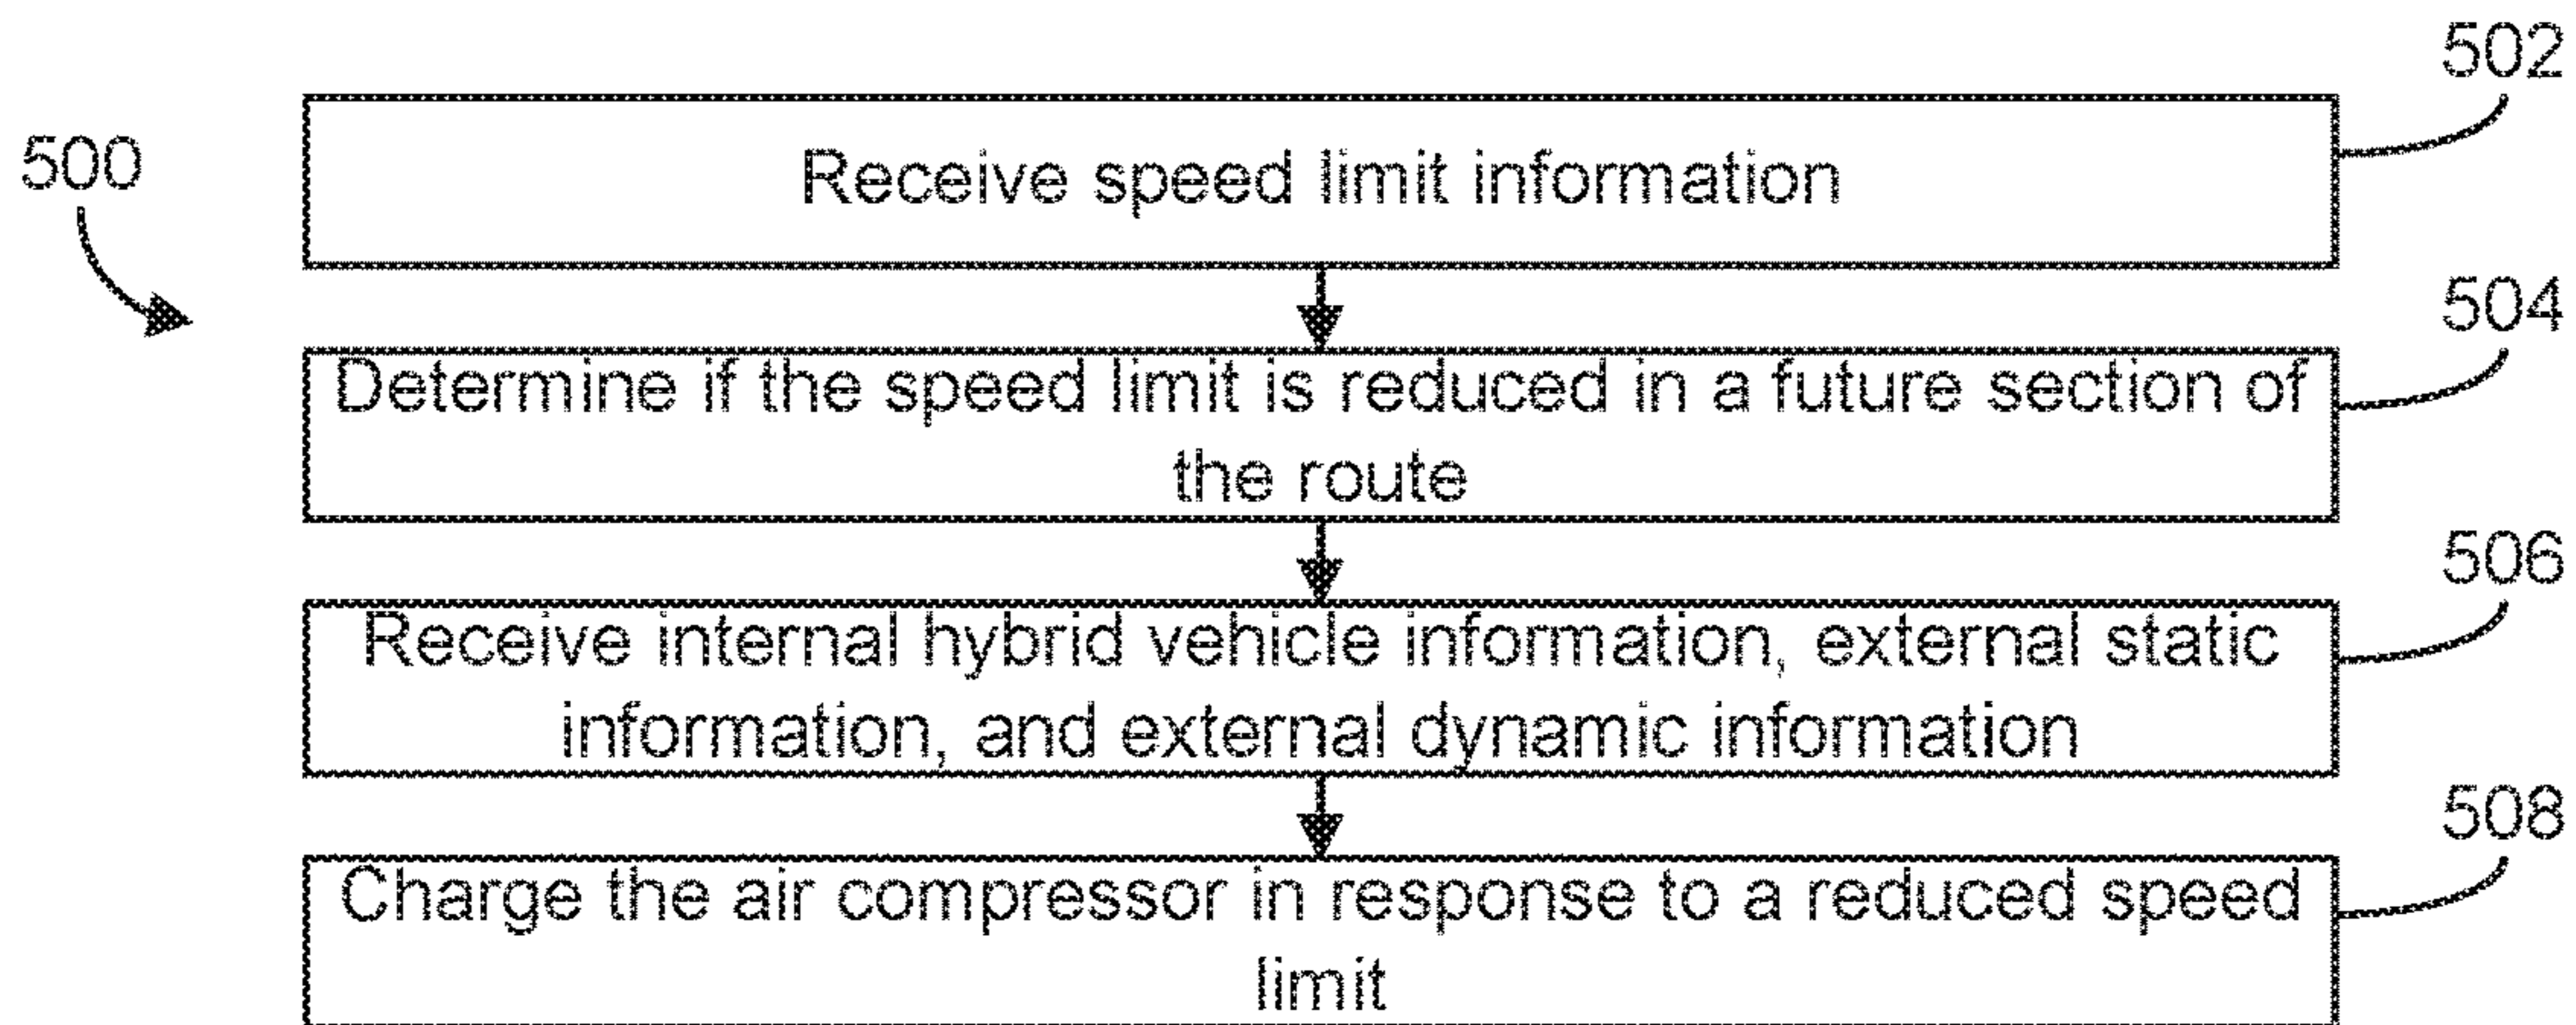 502
500
Receive speed limit information
504
Determine if the speed limit is reduced in a future section of
the route
506
Receive internal hybrid vehicle information, external static
information, and external dynamic information
508
Charge the air compressor in response to a reduced speed
limit